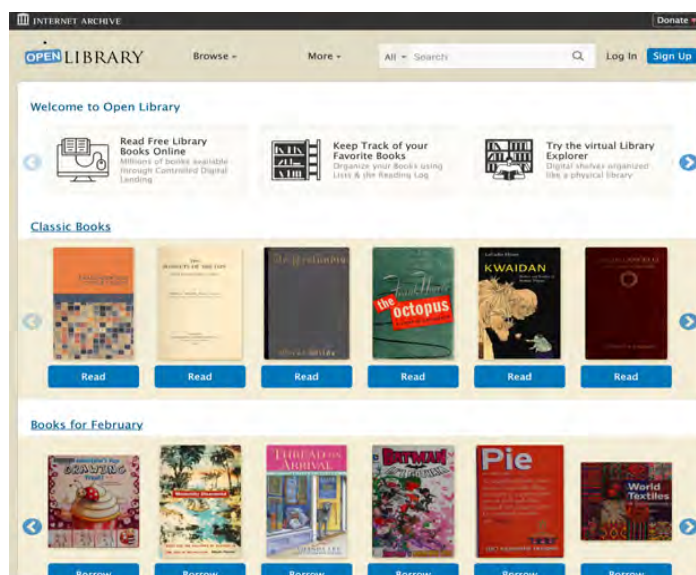 INTERNET ARCHIVE
Donate
OPEN LIBRARY
Browse
More
All
Search
Log In
Sign Up
Welcome to Open Library
Read Free Library
Books Online
Millions of books available
through Controlled Digital
Lending
Keep Track of your
Favorite Books
Organize your Books using
Lists & the Reading Log
Try the virtual Library
Explorer
Digital shelves organized
like a physical library
Classic Books
the
octopus
KWAIDAN
Read
Read
Read
Read
Read
Read
Books for February
DRAWING
THREAD ON
ARRIVAL
BATMAN
Pie
World
Textiles
Borrow
Borrow
Borrow
Borrow
Borrow
Borrow